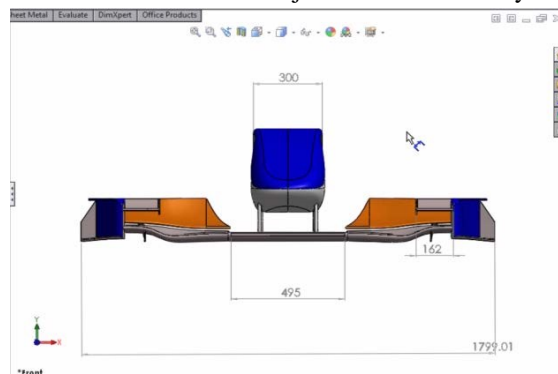 heet Metal Evaluate DimXpert Office Products
300
162
495
1799.01
Y
X
*Front